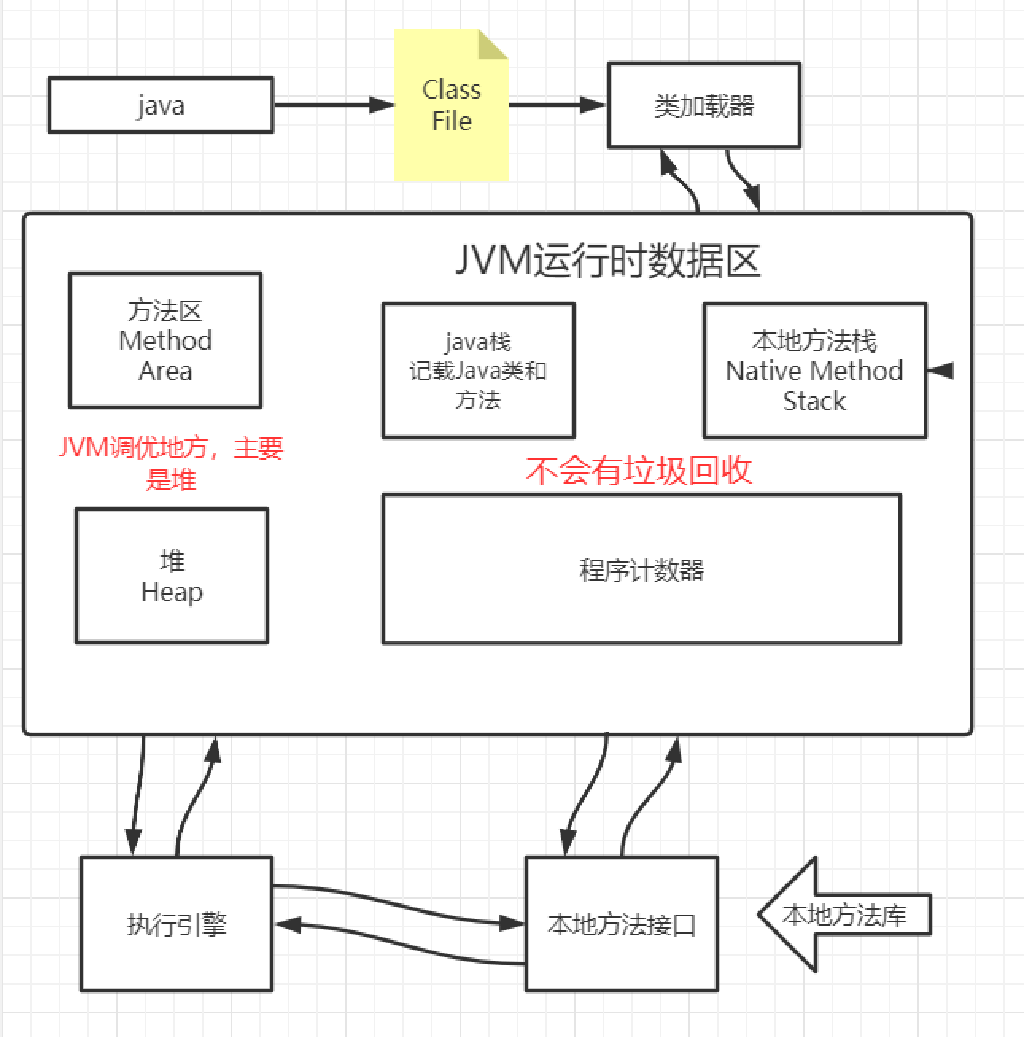 java
Class
File
类加载器
JVM运行时数据区
方法区
Method
Area
java栈
记载Java类和
方法
本地方法栈
Native Method
Stack
JVM调优地方，主要
是堆
不会有垃圾回收
堆
Heap
程序计数器
执行引擎
本地方法接口
本地方法库